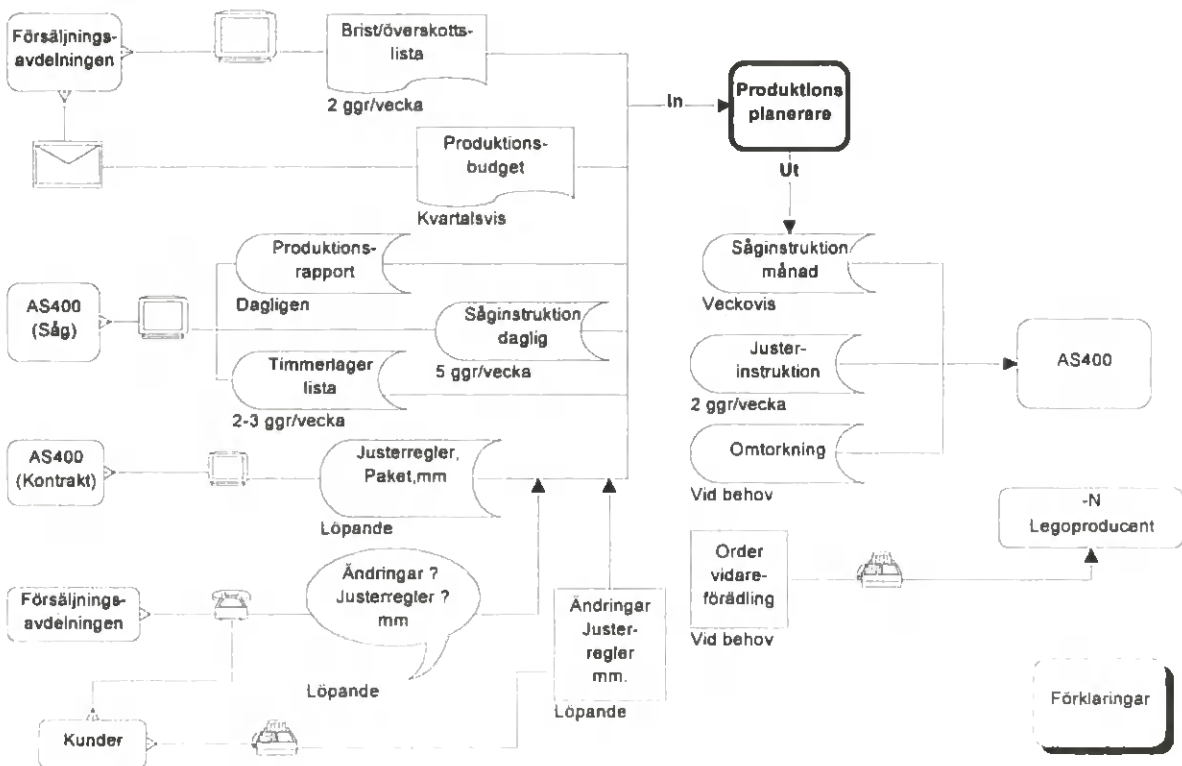 Försäljnings-
avdelningen
Brist/överskotts-
lista
2 ggr/vecka
Produktions-
budget
Kvartalsvis
In
Produktions
planerare
Ut
Produktions-
rapport
Dagligen
AS400
(Såg)
Såginstruktion
daglig
5 ggr/vecka
Timmerlager
lista
2-3 ggr/vecka
AS400
(Kontrakt)
Justerregler,
Paket,mm
Löpande
Försäljnings-
avdelningen
Ändringar ?
Justerregler ?
mm
Löpande
Ändringar
Juster-
regler
mm.
Löpande
Kunder
Såginstruktion
månad
Veckovis
Juster-
instruktion
2 ggr/vecka
Omtorkning
Vid behov
AS400
Order
vidare-
förädling
Vid behov
-N
Legoproducent
Förklaringar